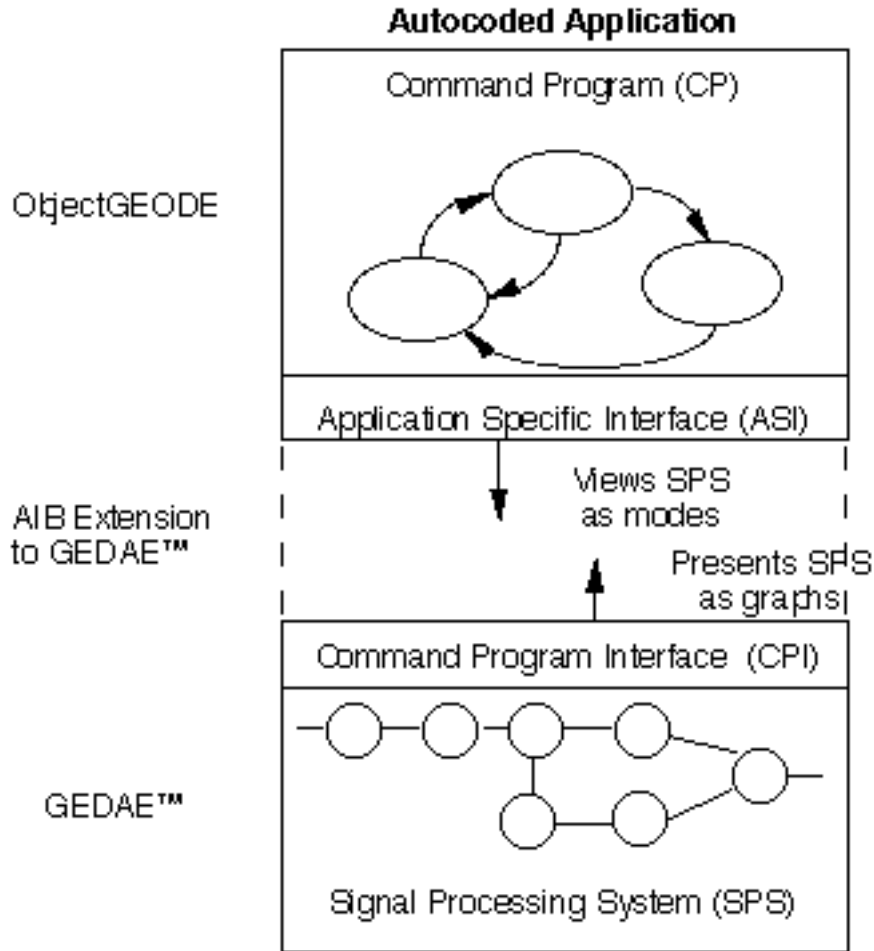 Autocoded Application
Command Program (CP)
ObjectGEODE
Application Specific Interface (ASI)
Views SPS
as modes
AIB Extension
to GEDAE™
Presents SPS
as graphs
Command Program Interface (CPI)
GEDAE™
Signal Processing System (SPS)